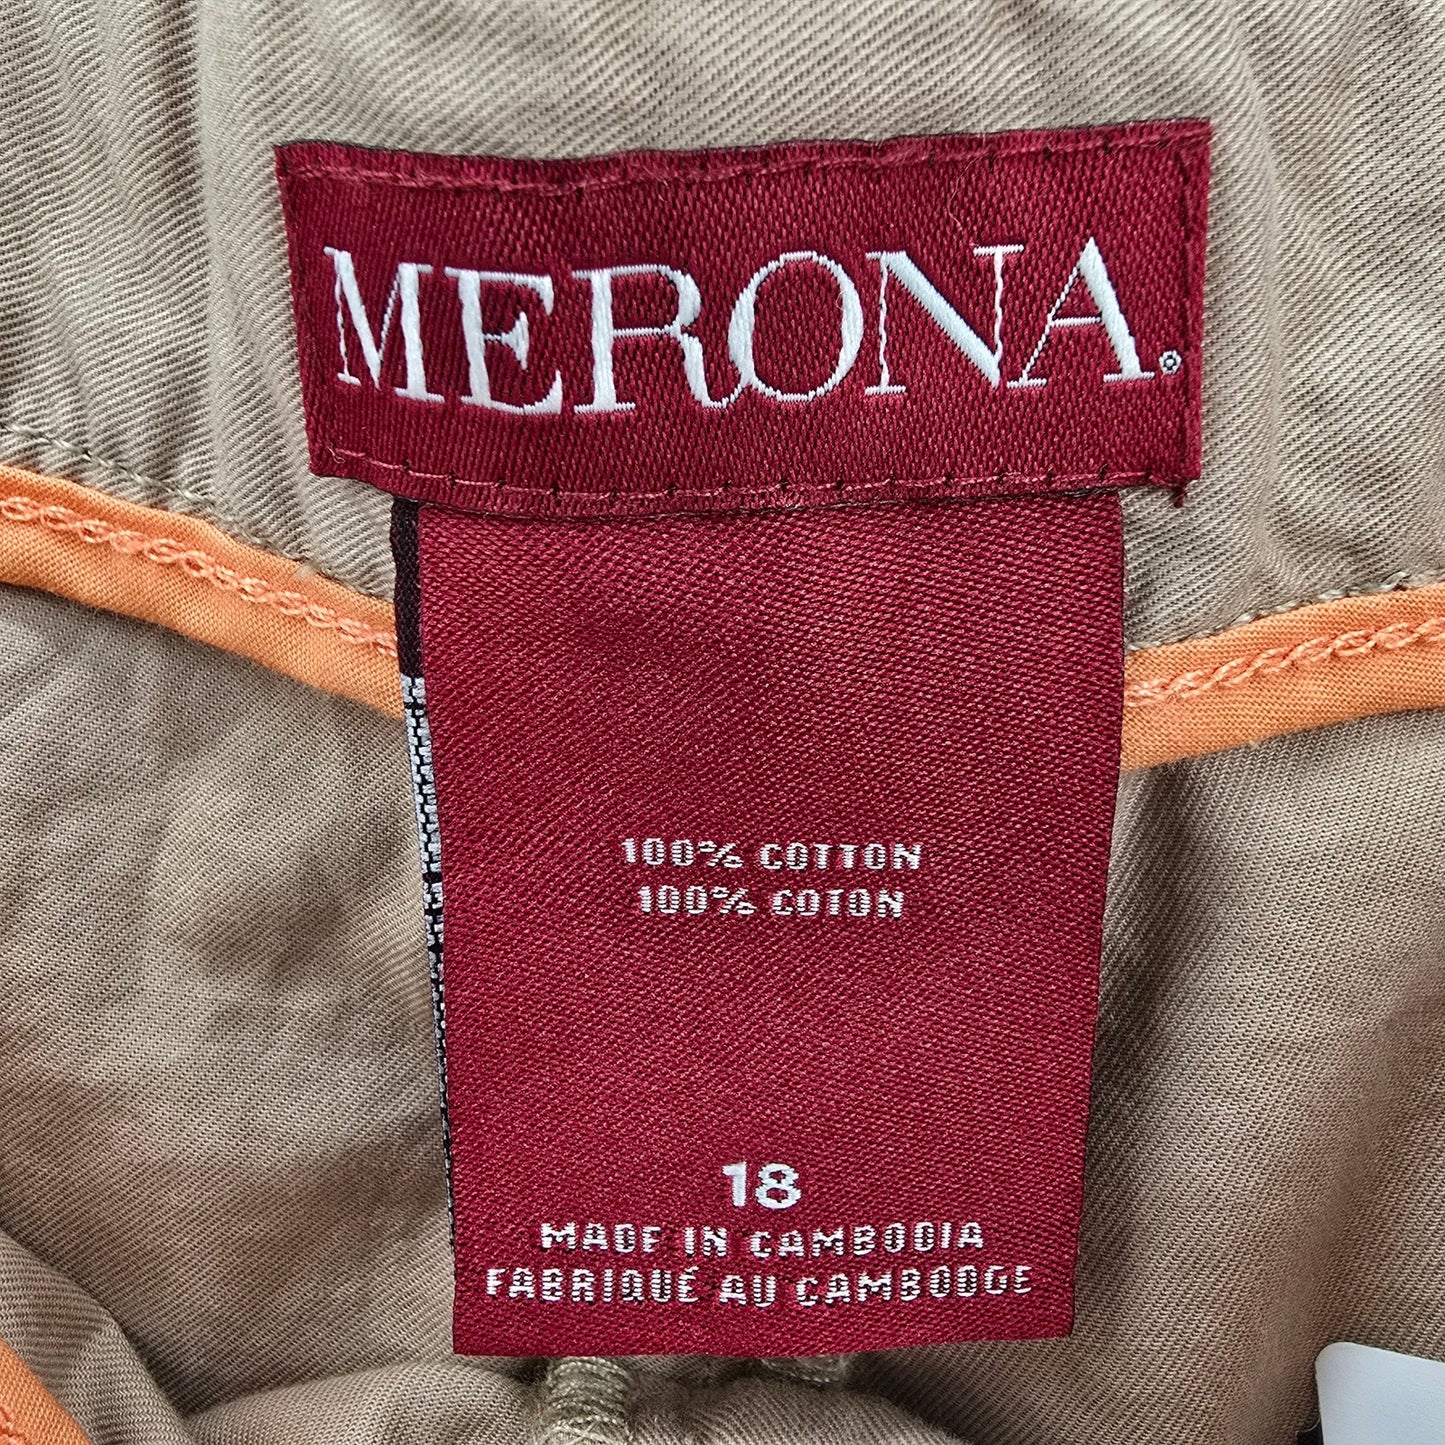 MERONA®
100% COTTON
100% COTON
18
MADE IN CAMBODIA
FABRIQUÉ AU CAMBODGE